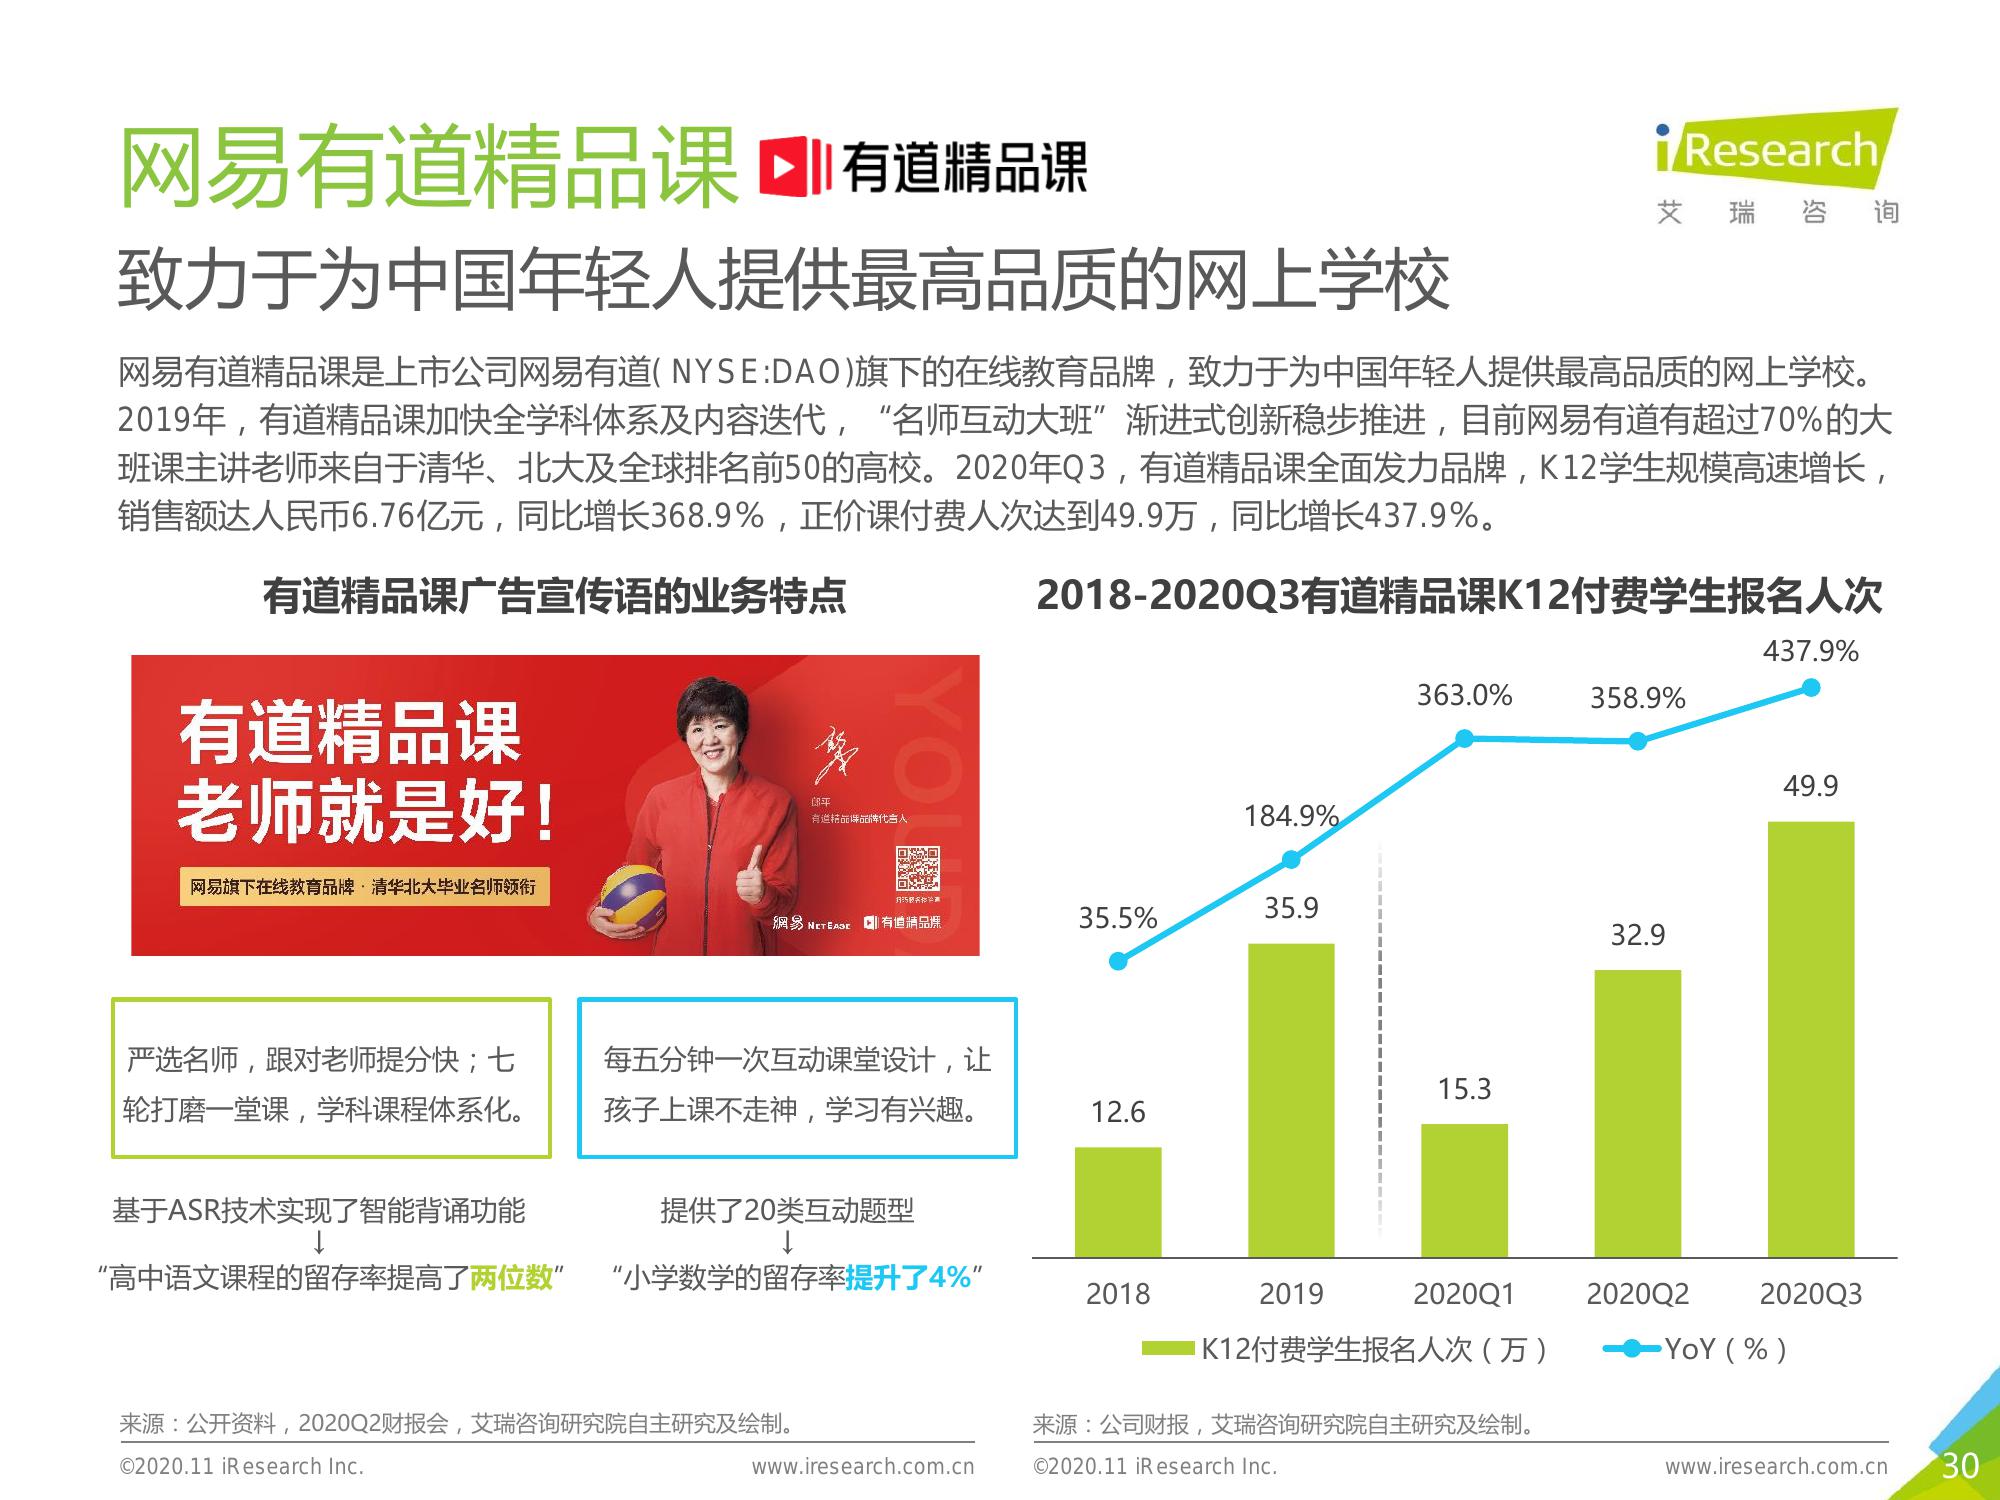 网易有道精品课
有道精品课
iResearch
艾瑞咨询
致力于为中国年轻人提供最高品质的网上学校
网易有道精品课是上市公司网易有道( NYSE:DAO)旗下的在线教育品牌，致力于为中国年轻人提供最高品质的网上学校。
2019年，有道精品课加快全学科体系及内容迭代，“名师互动大班”渐进式创新稳步推进，目前网易有道有超过70%的大
班课主讲老师来自于清华、北大及全球排名前50的高校。2020年Q3，有道精品课全面发力品牌，K12学生规模高速增长，
销售额达人民币6.76亿元，同比增长368.9%，正价课付费人次达到49.9万，同比增长437.9%。
有道精品课广告宣传语的业务特点
有道精品课
老师就是好！
网易旗下在线教育品牌·清华北大毕业名师领衔
郎平
有道精品课品牌代言人
YOUD
網易 NETEASE
有道精品课
严选名师，跟对老师提分快；七
轮打磨一堂课，学科课程体系化。
每五分钟一次互动课堂设计，让
孩子上课不走神，学习有兴趣。
基于ASR技术实现了智能背诵功能
↓
“高中语文课程的留存率提高了两位数”
提供了20类互动题型
↓
“小学数学的留存率提升了4%”
2018-2020Q3有道精品课K12付费学生报名人次
437.9%
363.0%
358.9%
184.9%
35.5%
49.9
35.9
32.9
15.3
12.6
2018
2019
2020Q1
2020Q2
2020Q3
K12付费学生报名人次（万）
YoY（%）
来源：公开资料，2020Q2财报会，艾瑞咨询研究院自主研究及绘制。
来源：公司财报，艾瑞咨询研究院自主研究及绘制。
©2020.11 iResearch Inc.
www.iresearch.com.cn
©2020.11 iResearch Inc.
www.iresearch.com.cn
30